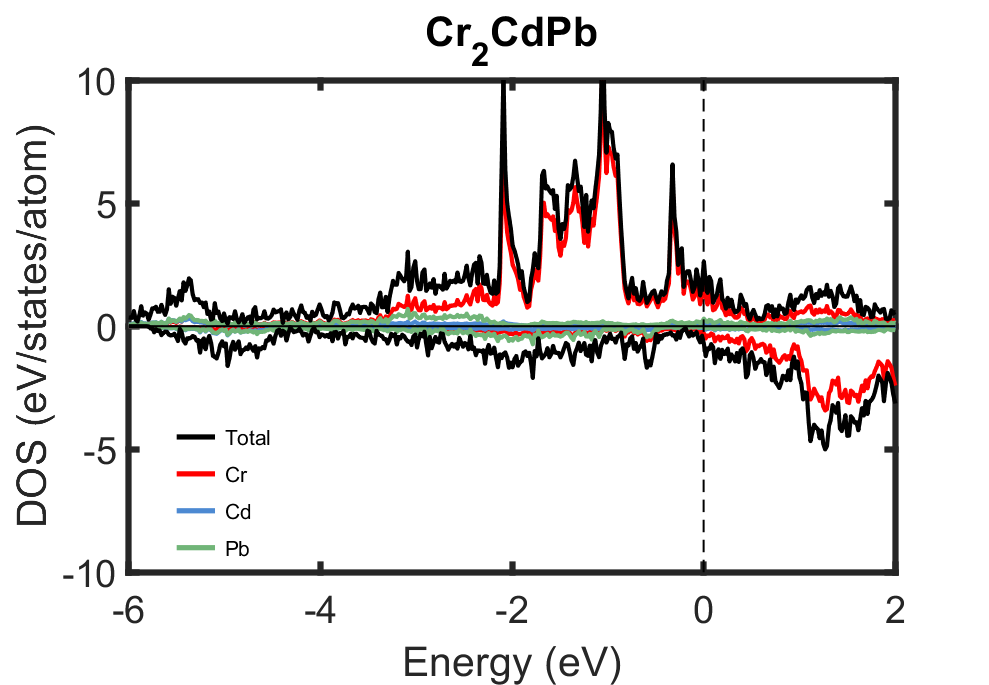 Cr₂CdPb
10
5
0
-5
-10
DOS (eV/states/atom)
Total
Cr
Cd
Pb
-6 -4 -2 0 2
Energy (eV)